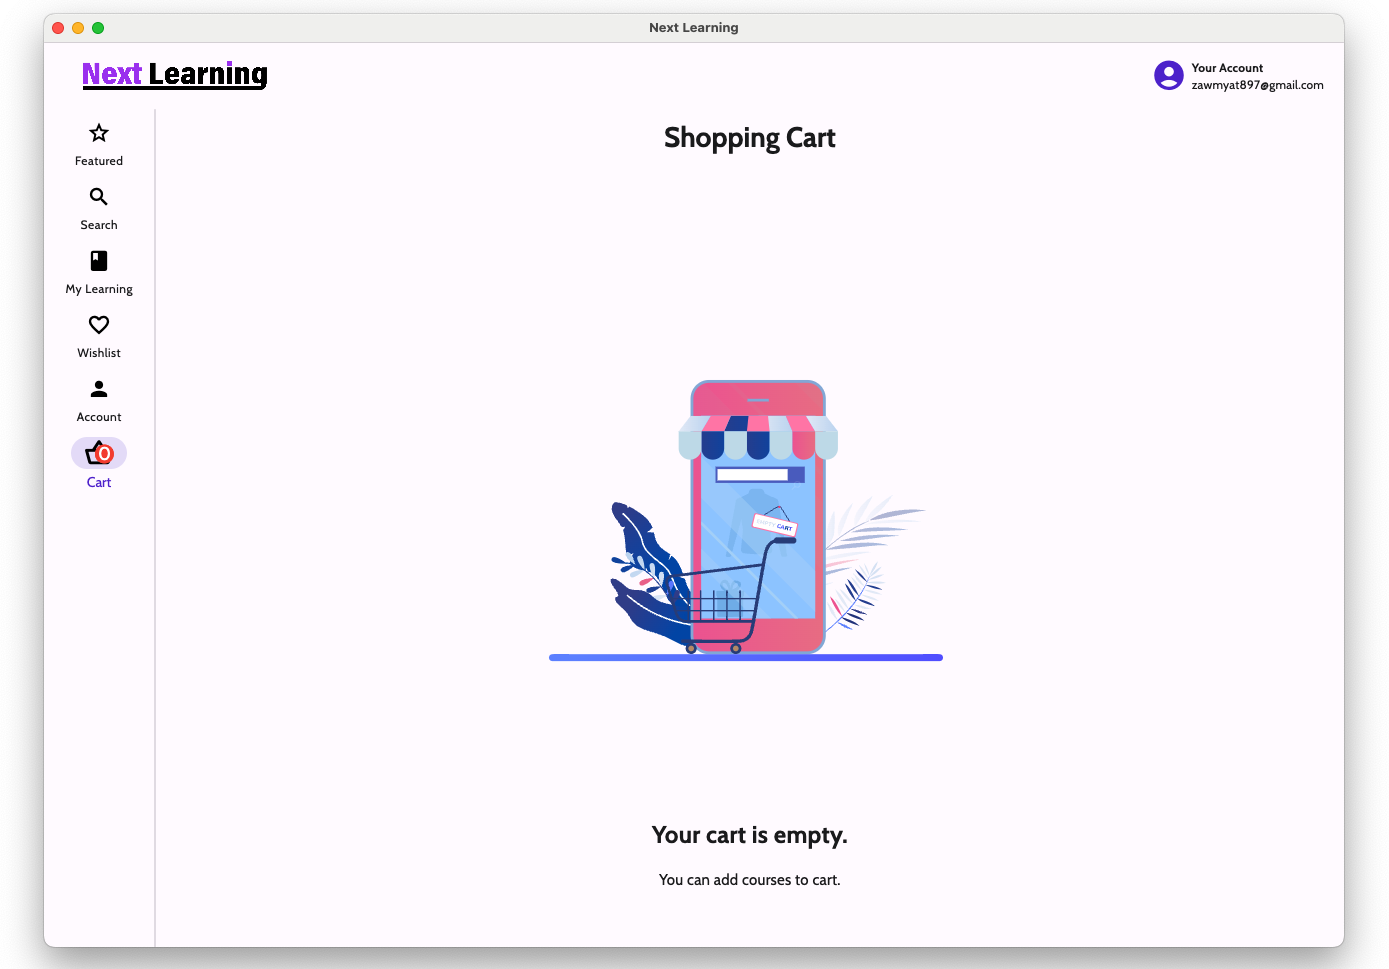 Next Learning
Next Learning
Your Account
zawmyat897@gmail.com
Featured
Search
My Learning
Wishlist
Account
0
Cart
Shopping Cart
EMPTY CART
Your cart is empty.
You can add courses to cart.